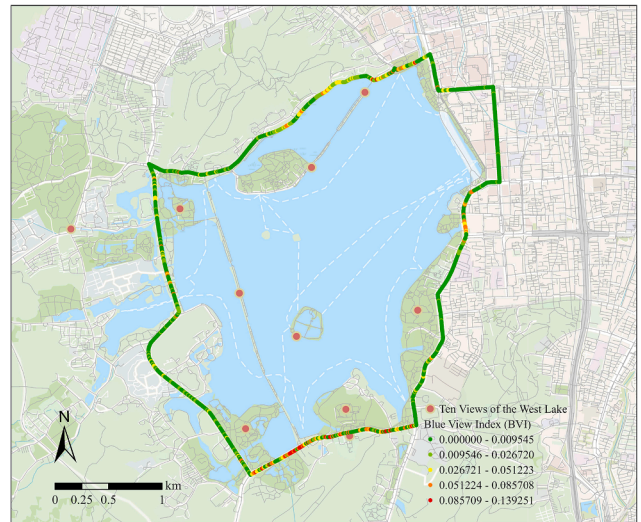 Ten Views of the West Lake
Blue View Index (BVI)
0.000000 - 0.009545
0.009546 - 0.026720
0.026721 - 0.051223
0.051224 - 0.085708
0.085709 - 0.139251
N
km
0 0.25 0.5 1